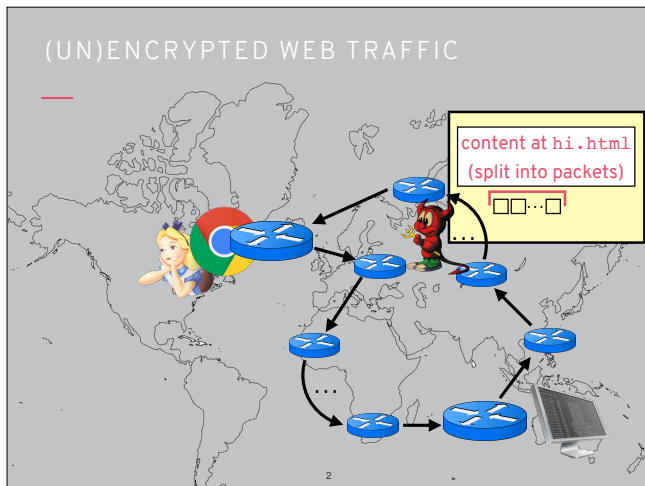 (UN)ENCRYPTED WEB TRAFFIC
content at hi.html
(split into packets)
...
...
...
2